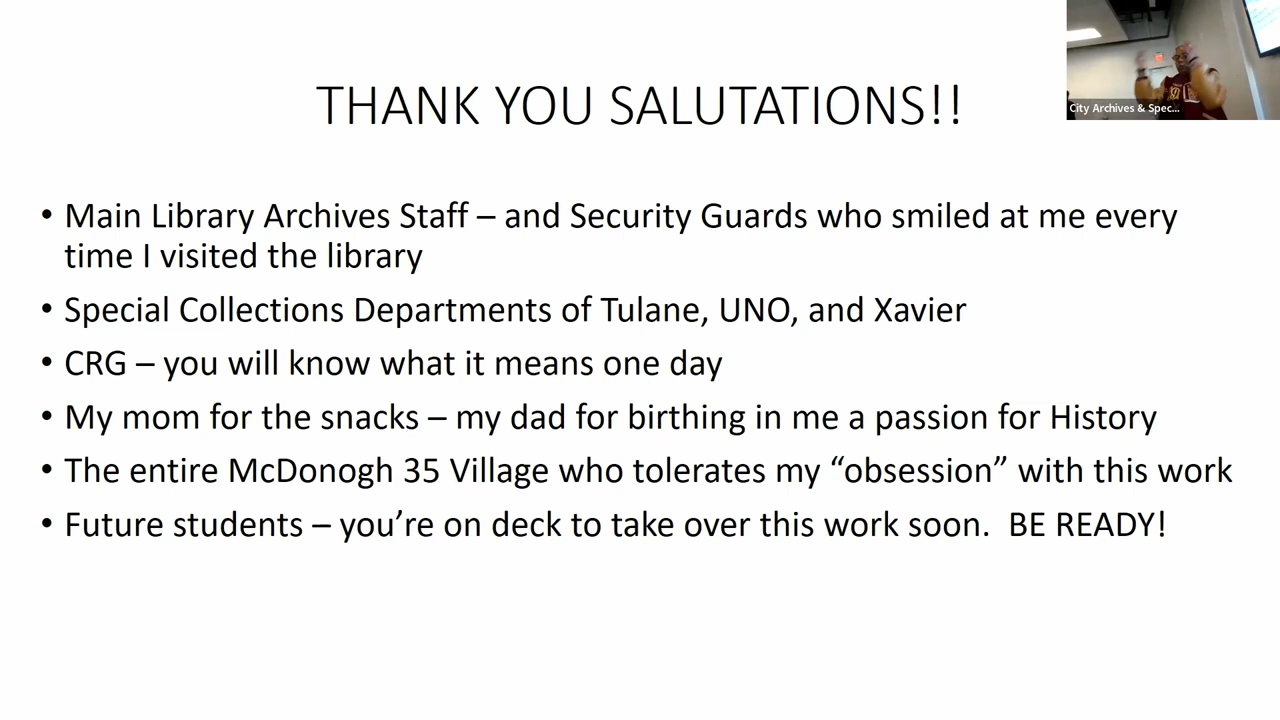 City Archives & Spec...
THANK YOU SALUTATIONS!!
• Main Library Archives Staff – and Security Guards who smiled at me every
time I visited the library
• Special Collections Departments of Tulane, UNO, and Xavier
• CRG – you will know what it means one day
• My mom for the snacks – my dad for birthing in me a passion for History
• The entire McDonogh 35 Village who tolerates my “obsession” with this work
• Future students – you’re on deck to take over this work soon.  BE READY!